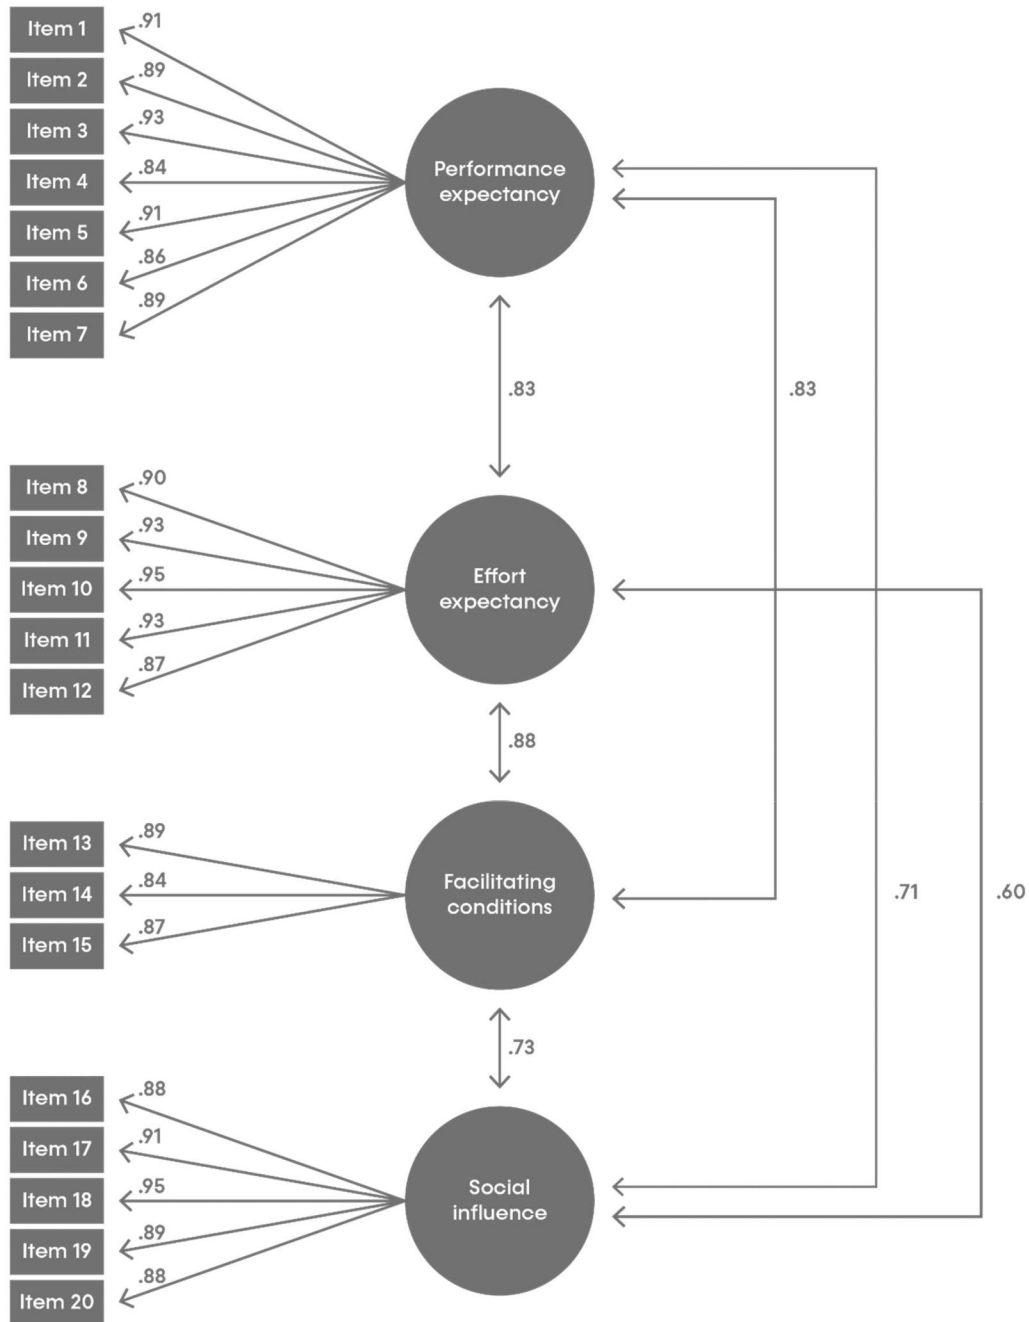 Item 1
.91
Item 2
.89
Item 3
.93
Item 4
.84
Item 5
.91
Item 6
.86
Item 7
.89
Performance
expectancy
.83
.83
Item 8
.90
Item 9
.93
Item 10
.95
Item 11
.93
Item 12
.87
Effort
expectancy
.88
Item 13
.89
Item 14
.84
Item 15
.87
Facilitating
conditions
.71
.60
.73
Item 16
.88
Item 17
.91
Item 18
.95
Item 19
.89
Item 20
.88
Social
influence